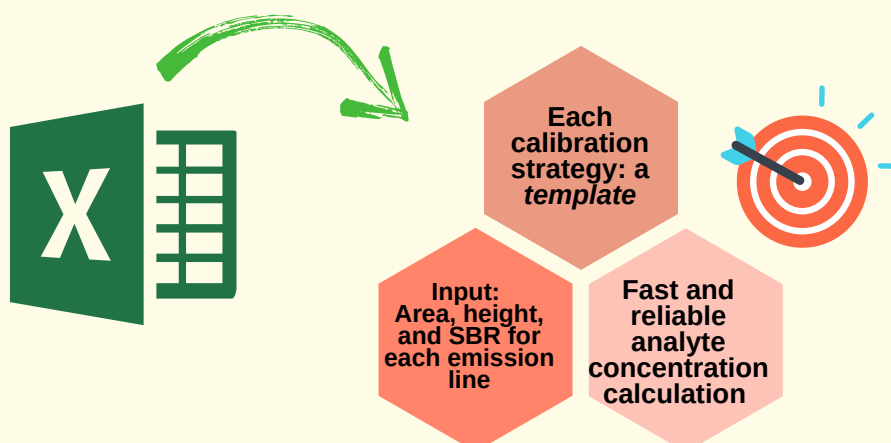 X
Each
calibration
strategy: a
template
Input:
Area, height,
and SBR for
each emission
line
Fast and
reliable
analyte
concentration
calculation